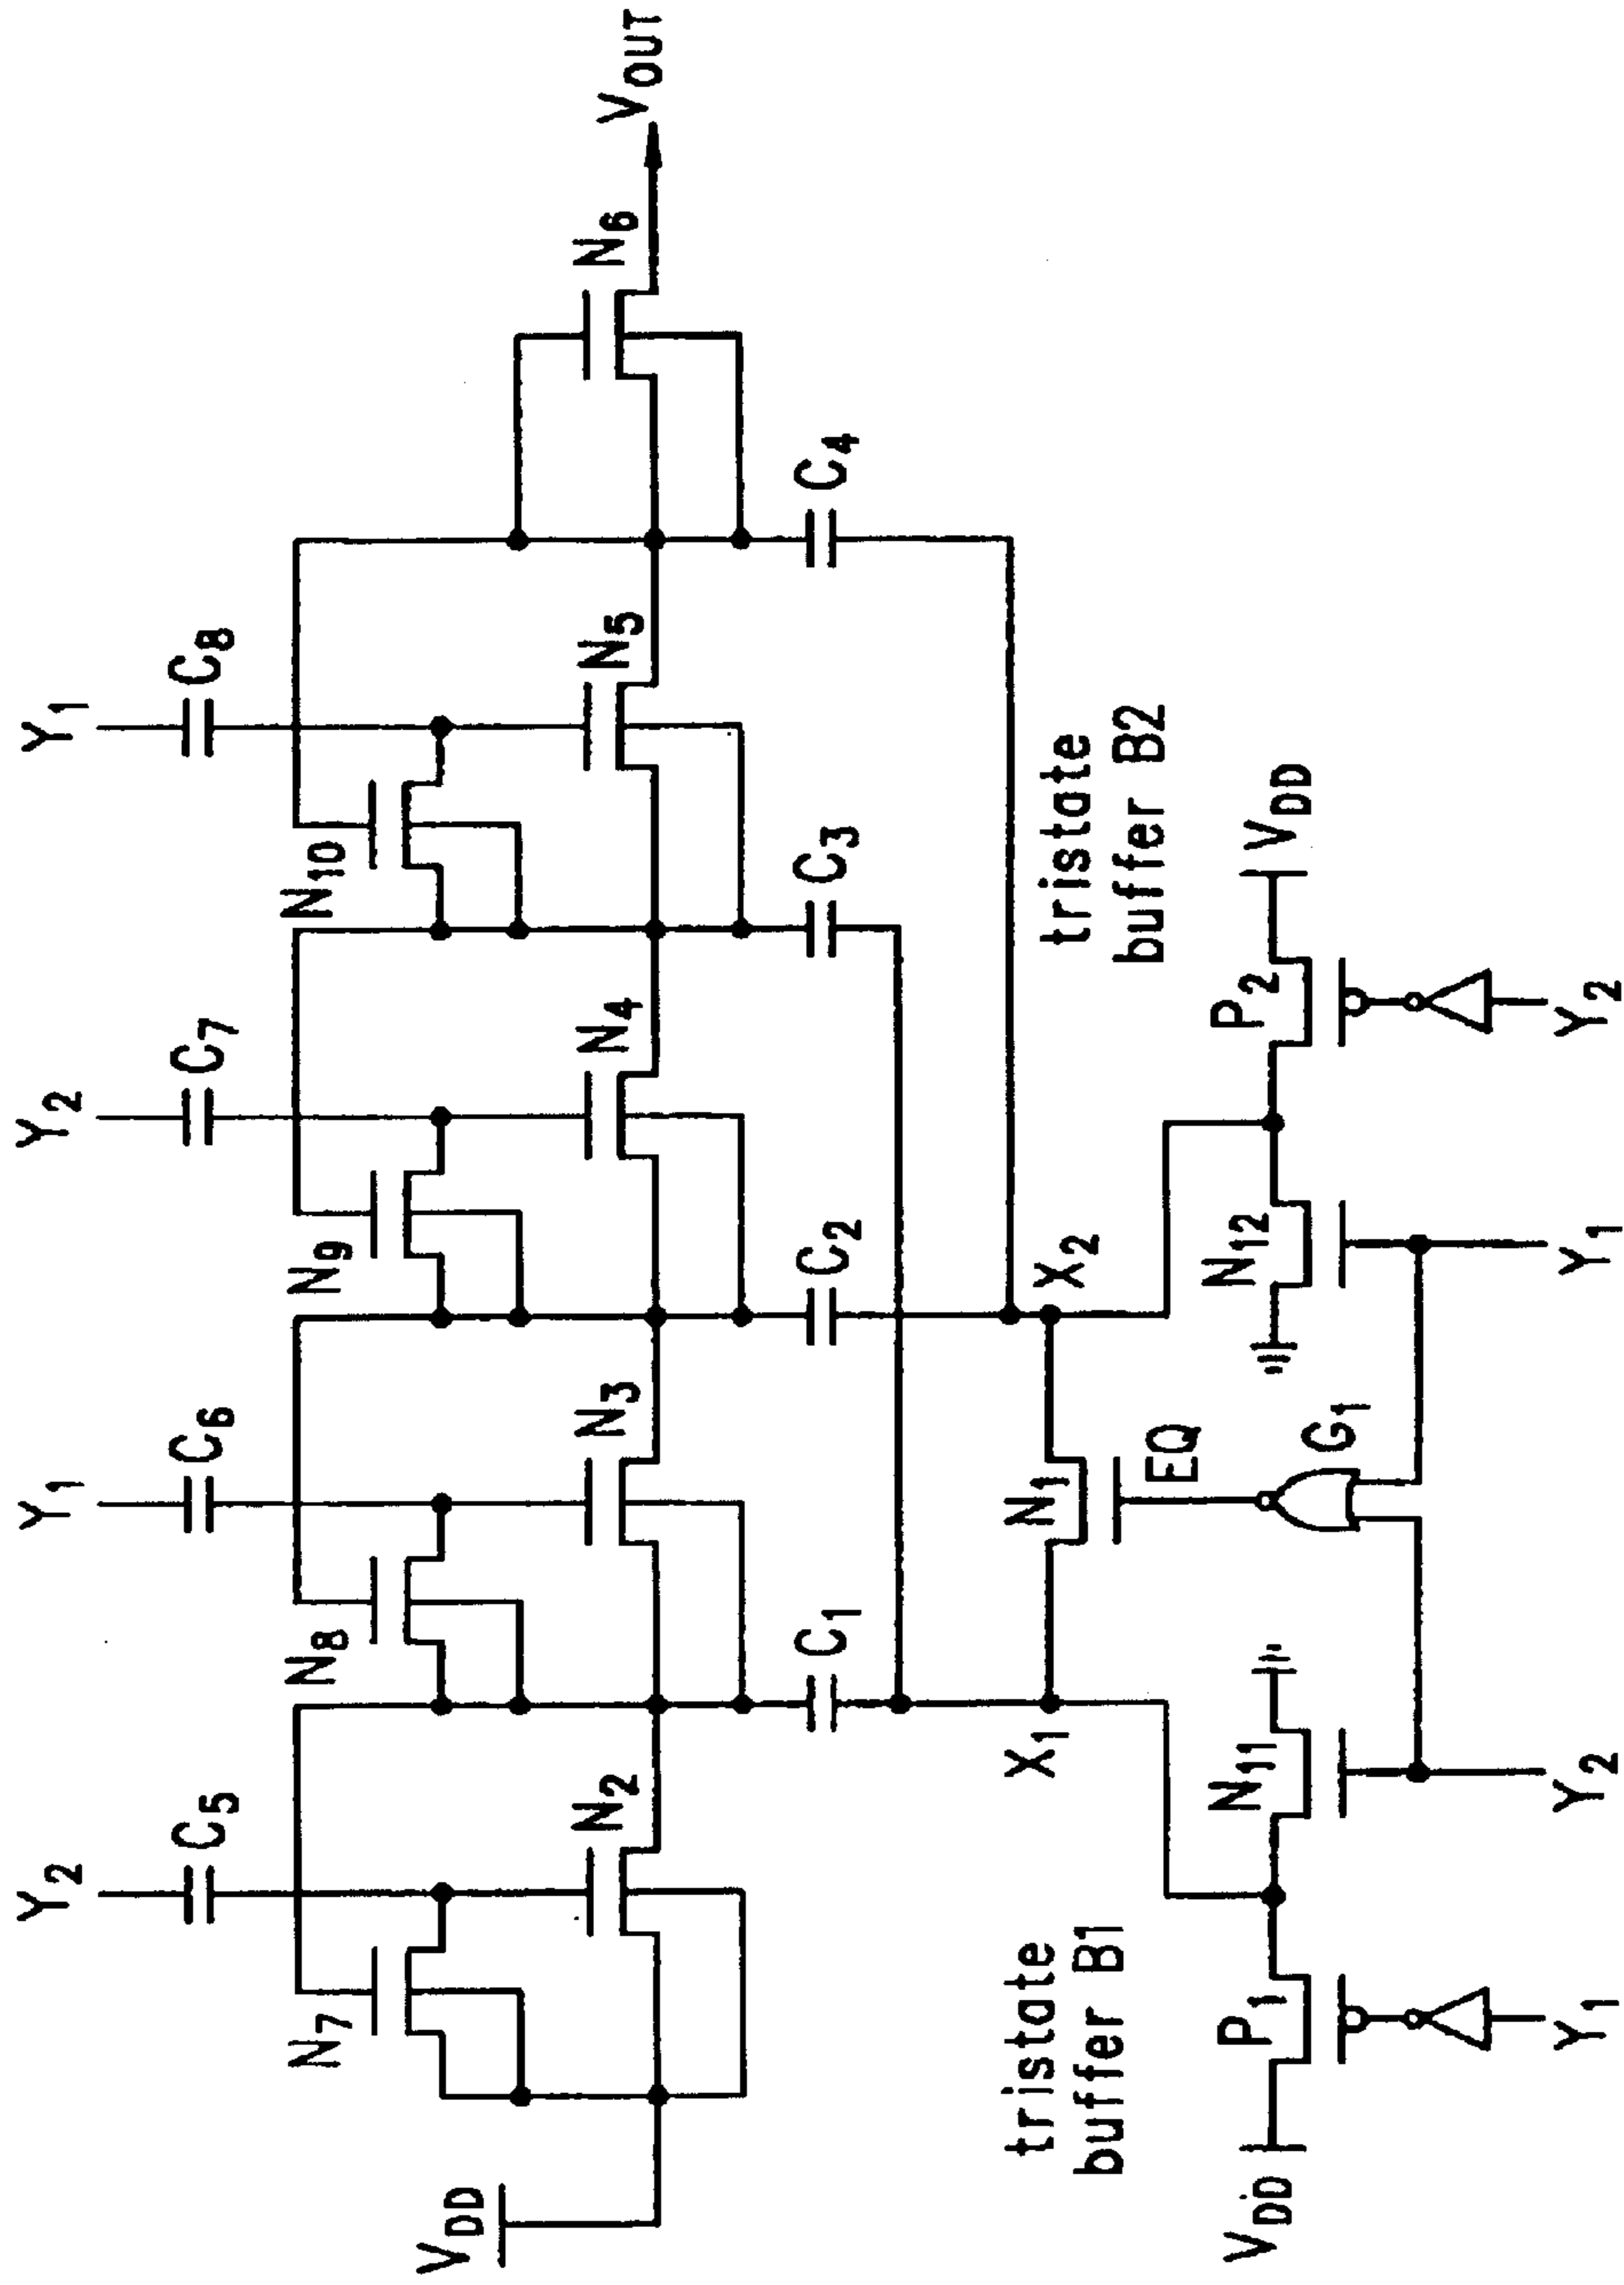 Y2 Y1 Y2 Y1
C5 C6 C7 C8
N7 N8 N9 N10
VDD N2 N3 N4 N5 N6 VOUT
C1 C2 C3 C4
X1 N1 X2
EQ
tristate
buffer B1
tristate
buffer B2
VDD P1 N11 G1 N12 P2 VDD
Y1 Y2 Y1 Y2